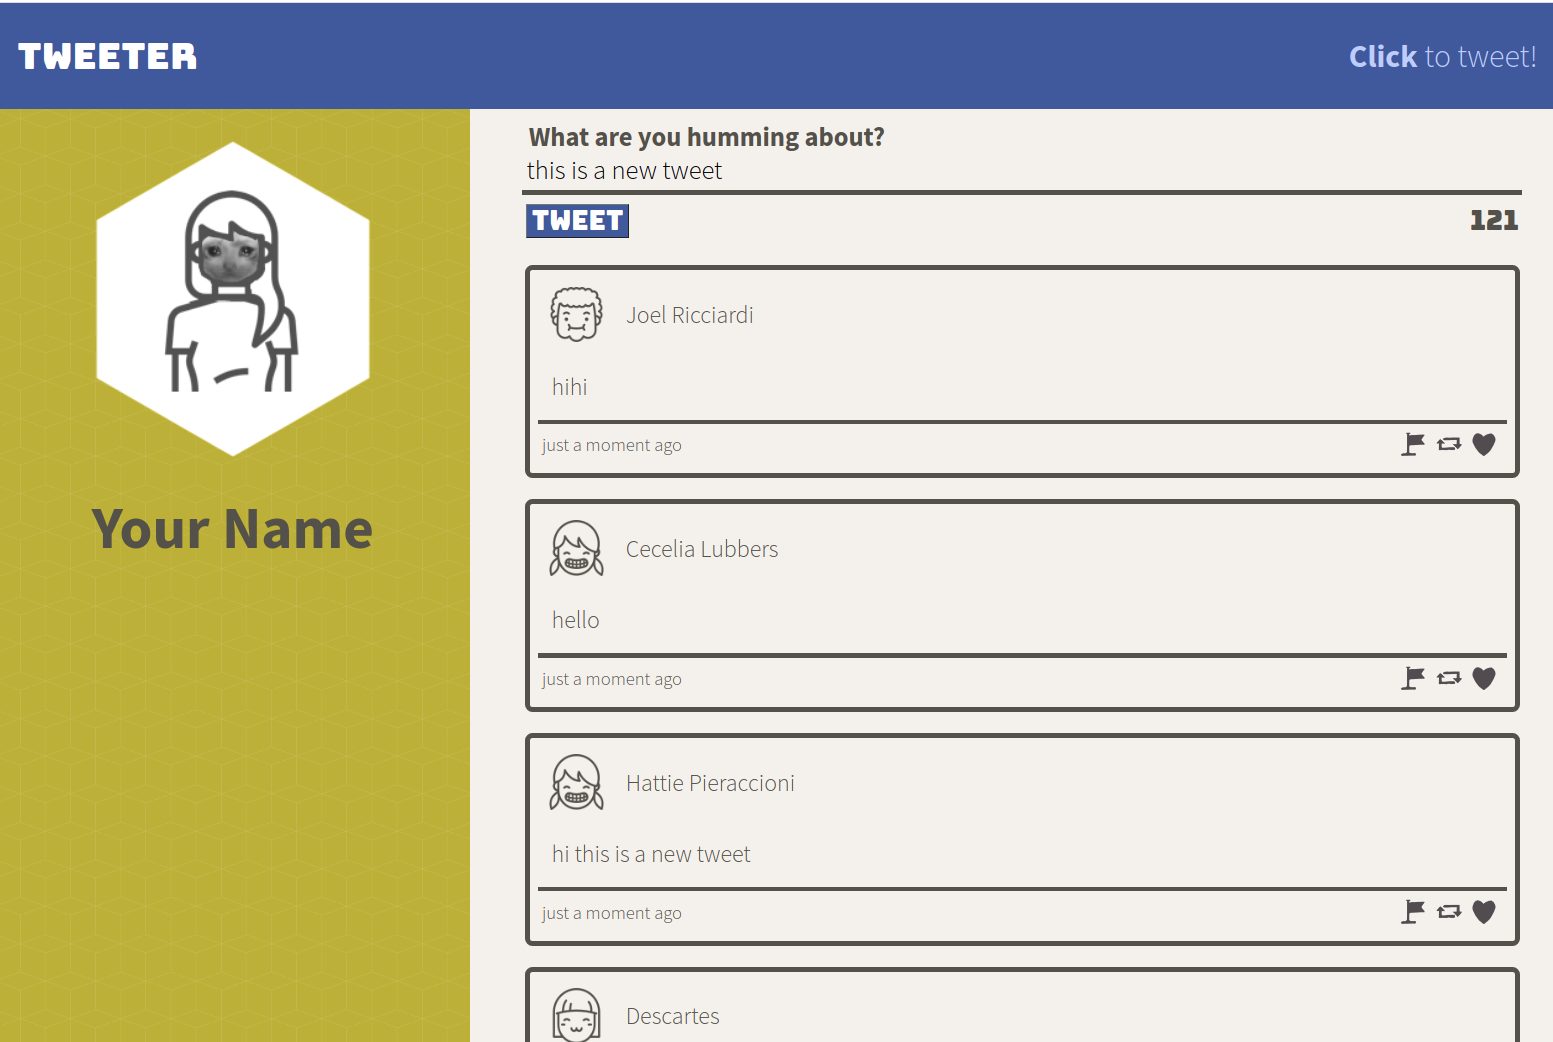 TWEETER
Click to tweet!
What are you humming about?
this is a new tweet
TWEET
121
Joel Ricciardi
hihi
just a moment ago
Your Name
Cecelia Lubbers
hello
just a moment ago
Hattie Pieraccioni
hi this is a new tweet
just a moment ago
Descartes